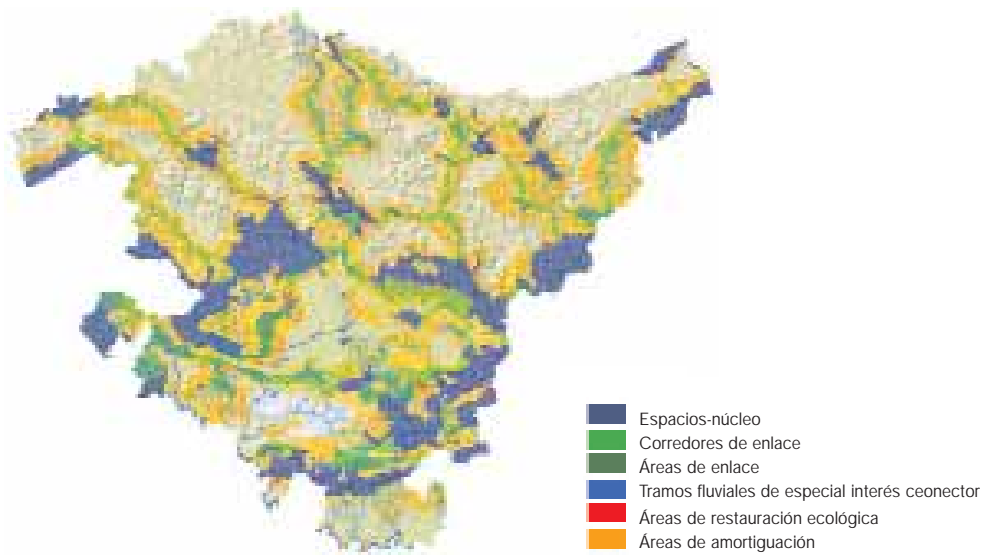 Espacios-núcleo
Corredores de enlace
Áreas de enlace
Tramos fluviales de especial interés ceonector
Áreas de restauración ecológica
Áreas de amortiguación